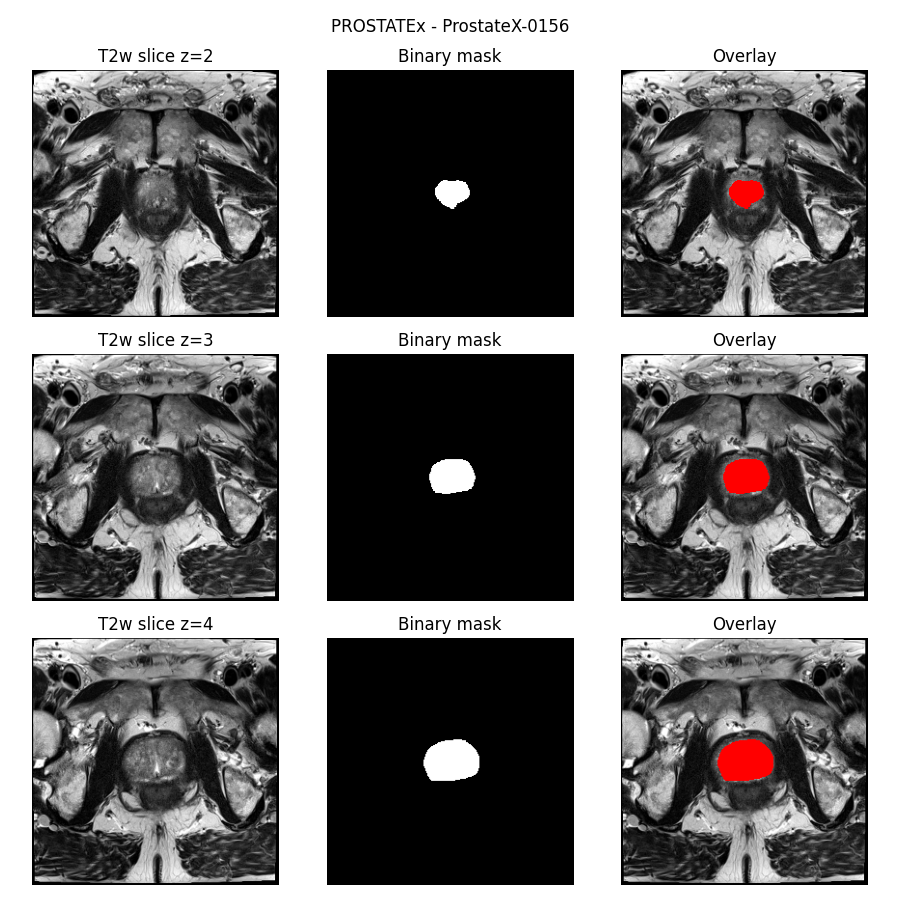 PROSTATEx - ProstateX-0156
T2w slice z=2 Binary mask Overlay
T2w slice z=3 Binary mask Overlay
T2w slice z=4 Binary mask Overlay